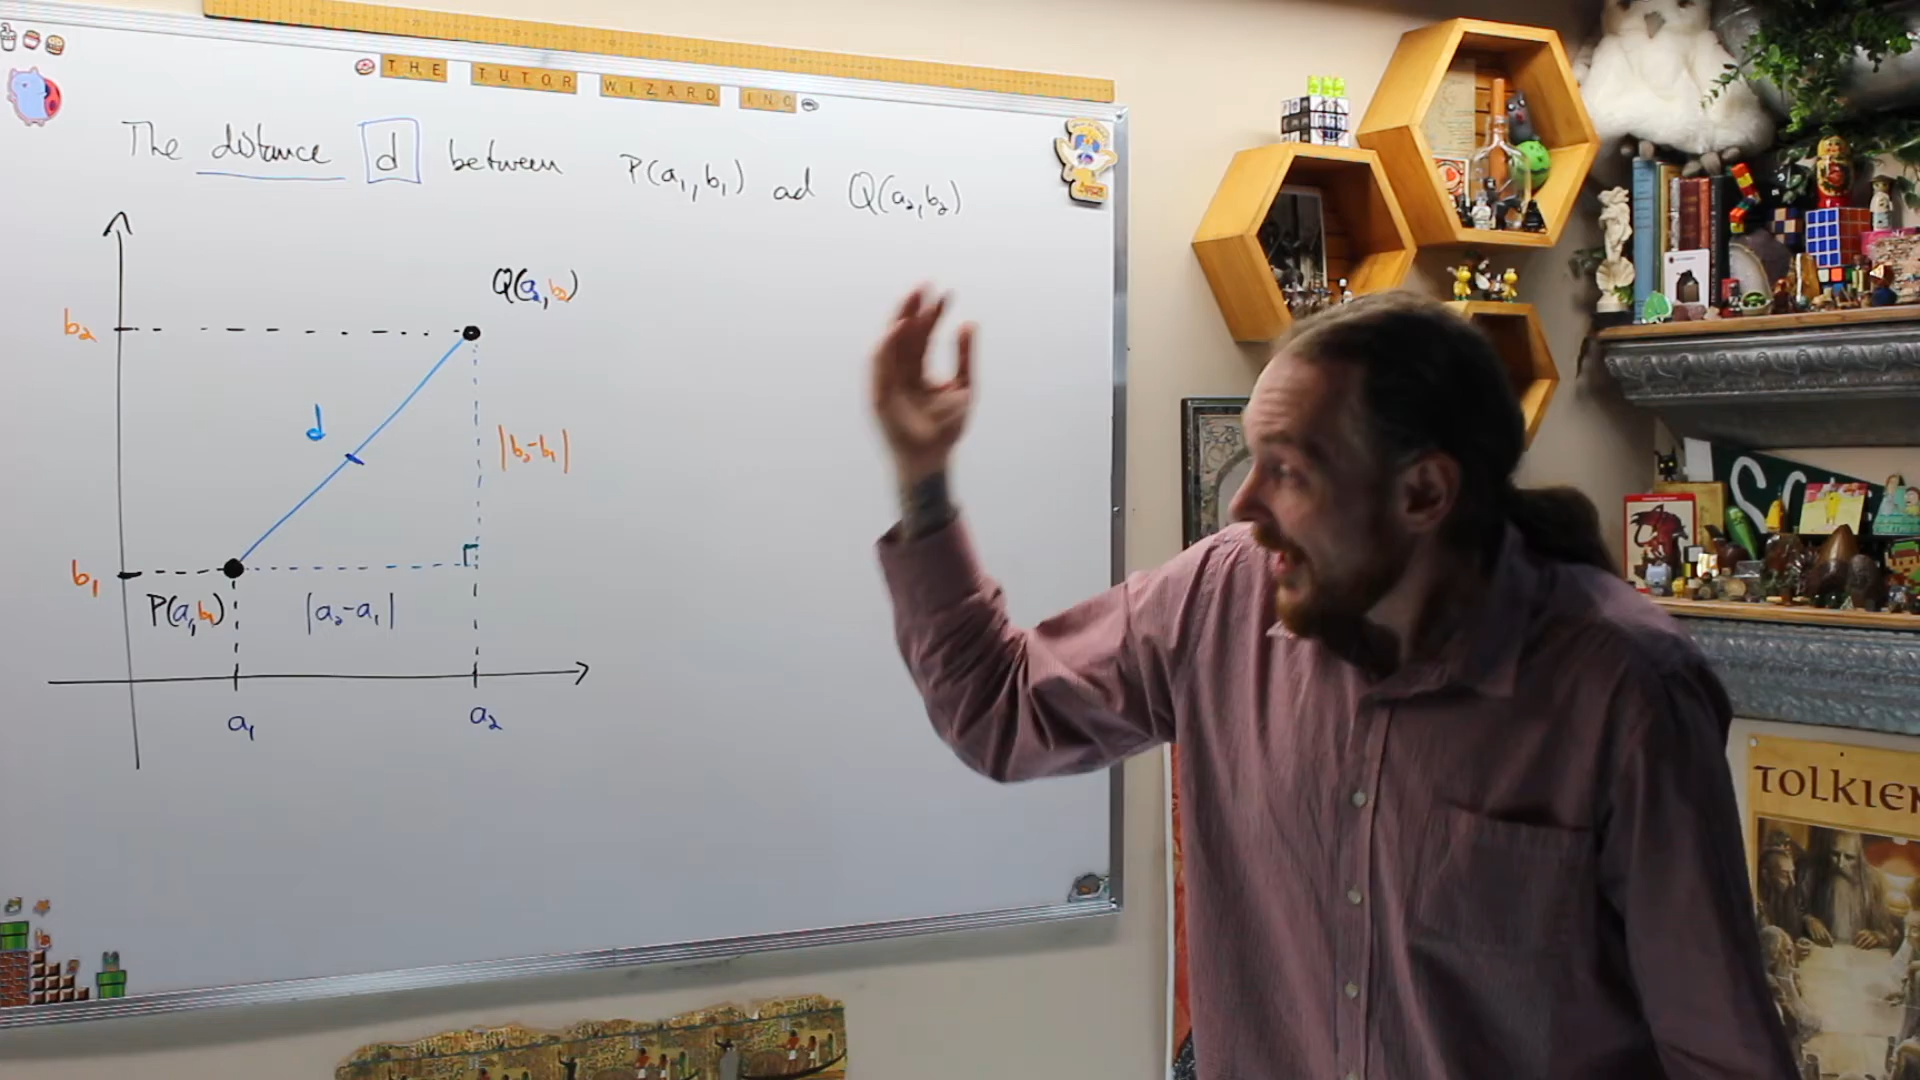 THE TUTOR WIZARD INC
The distance d between P(a₁, b₁) ad Q(a₂, b₂)
Q(a₂, b₂)
b₂
d
|b₂-b₁|
b₁
P(a₁, b₁)
|a₂-a₁|
a₁
a₂
TOLKIEN